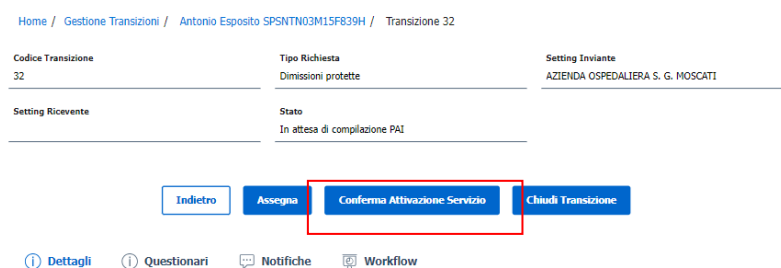 Home / Gestione Transizioni / Antonio Esposito SPSNTN03M15F839H / Transizione 32
Codice Transizione Tipo Richiesta Setting Inviante
32 Dimissioni protette AZIENDA OSPEDALIERA S. G. MOSCATI
Setting Ricevente Stato
In attesa di compilazione PAI
Indietro Assegna Conferma Attivazione Servizio Chiudi Transizione
Dettagli Questionari Notifiche Workflow